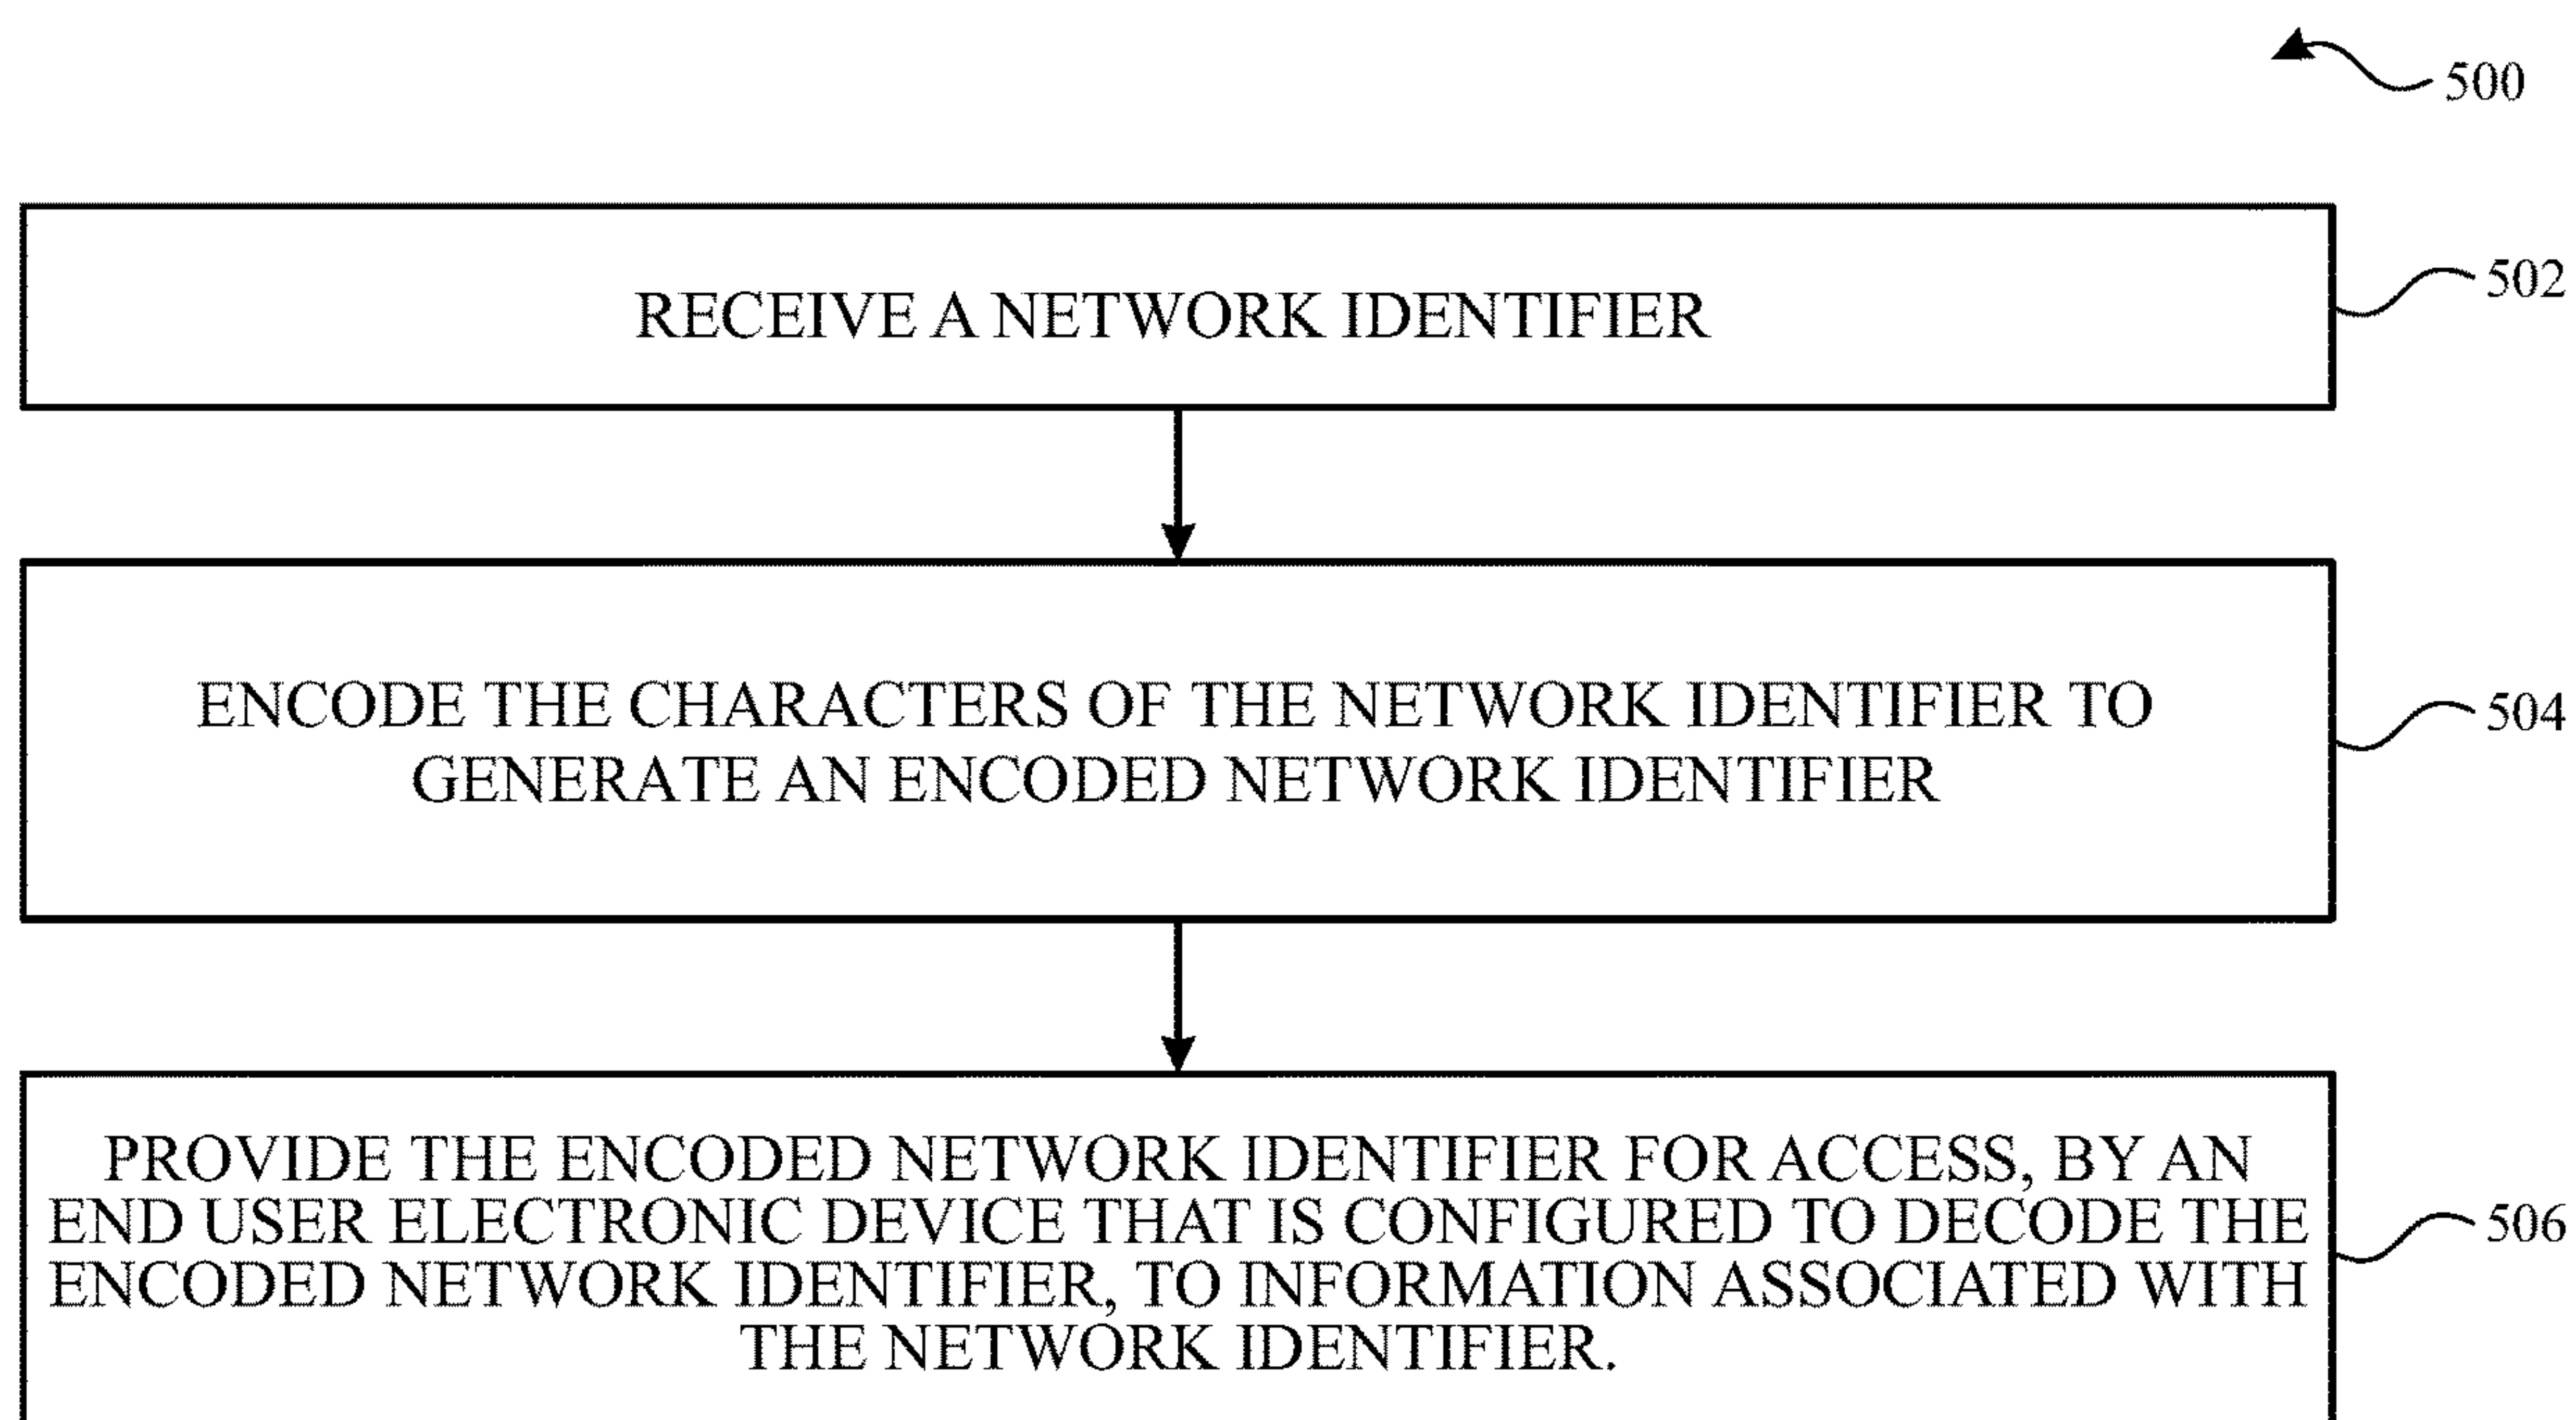 500
RECEIVE A NETWORK IDENTIFIER
502
ENCODE THE CHARACTERS OF THE NETWORK IDENTIFIER TO
GENERATE AN ENCODED NETWORK IDENTIFIER
504
PROVIDE THE ENCODED NETWORK IDENTIFIER FOR ACCESS, BY AN
END USER ELECTRONIC DEVICE THAT IS CONFIGURED TO DECODE THE
ENCODED NETWORK IDENTIFIER, TO INFORMATION ASSOCIATED WITH
THE NETWORK IDENTIFIER.
506